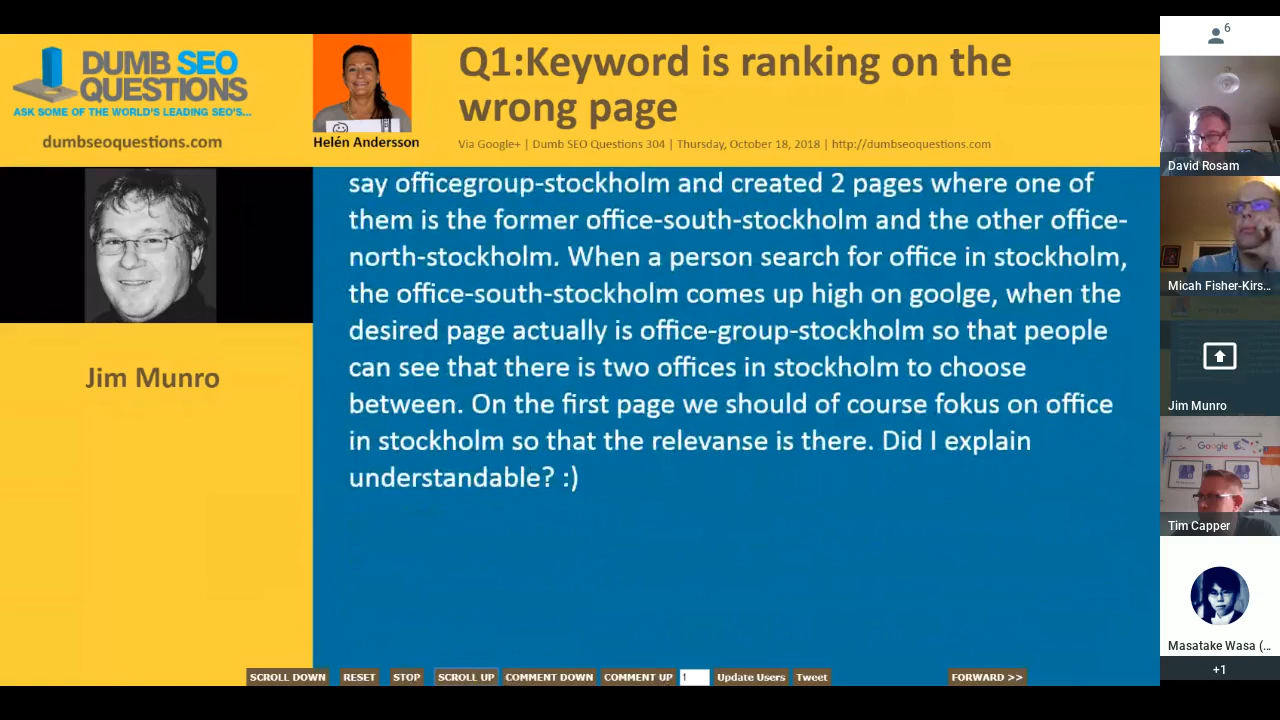 DUMB SEO
QUESTIONS
ASK SOME OF THE WORLD'S LEADING SEO'S...
dumbseoquestions.com
Helén Andersson
Q1:Keyword is ranking on the
wrong page
Via Google+ | Dumb SEO Questions 304 | Thursday, October 18, 2018 | http://dumbseoquestions.com
Jim Munro
say officegroup-stockholm and created 2 pages where one of
them is the former office-south-stockholm and the other office-
north-stockholm. When a person search for office in stockholm,
the office-south-stockholm comes up high on goolge, when the
desired page actually is office-group-stockholm so that people
can see that there is two offices in stockholm to choose
between. On the first page we should of course fokus on office
in stockholm so that the relevanse is there. Did I explain
understandable? :)
SCROLL DOWN RESET STOP SCROLL UP COMMENT DOWN COMMENT UP 1 Update Users Tweet FORWARD >>
6
David Rosam
Micah Fisher-Kirs...
Jim Munro
Google
Tim Capper
Masatake Wasa (...
+1